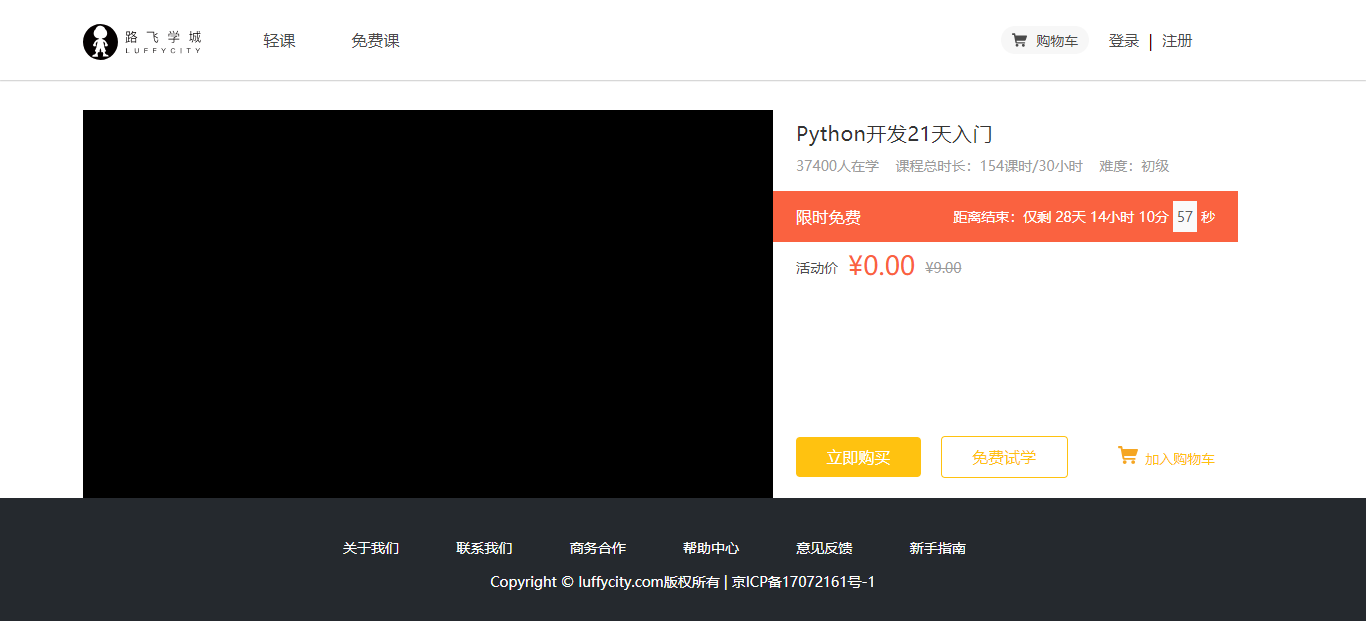 路飞学城
LUFFYCITY
轻课 免费课 购物车 登录 | 注册
Python开发21天入门
37400人在学 课程总时长：154课时/30小时 难度：初级
限时免费 距离结束：仅剩 28天 14小时 10分 57 秒
活动价 ¥0.00 ¥9.00
立即购买 免费试学 加入购物车
关于我们 联系我们 商务合作 帮助中心 意见反馈 新手指南
Copyright © luffycity.com版权所有 | 京ICP备17072161号-1